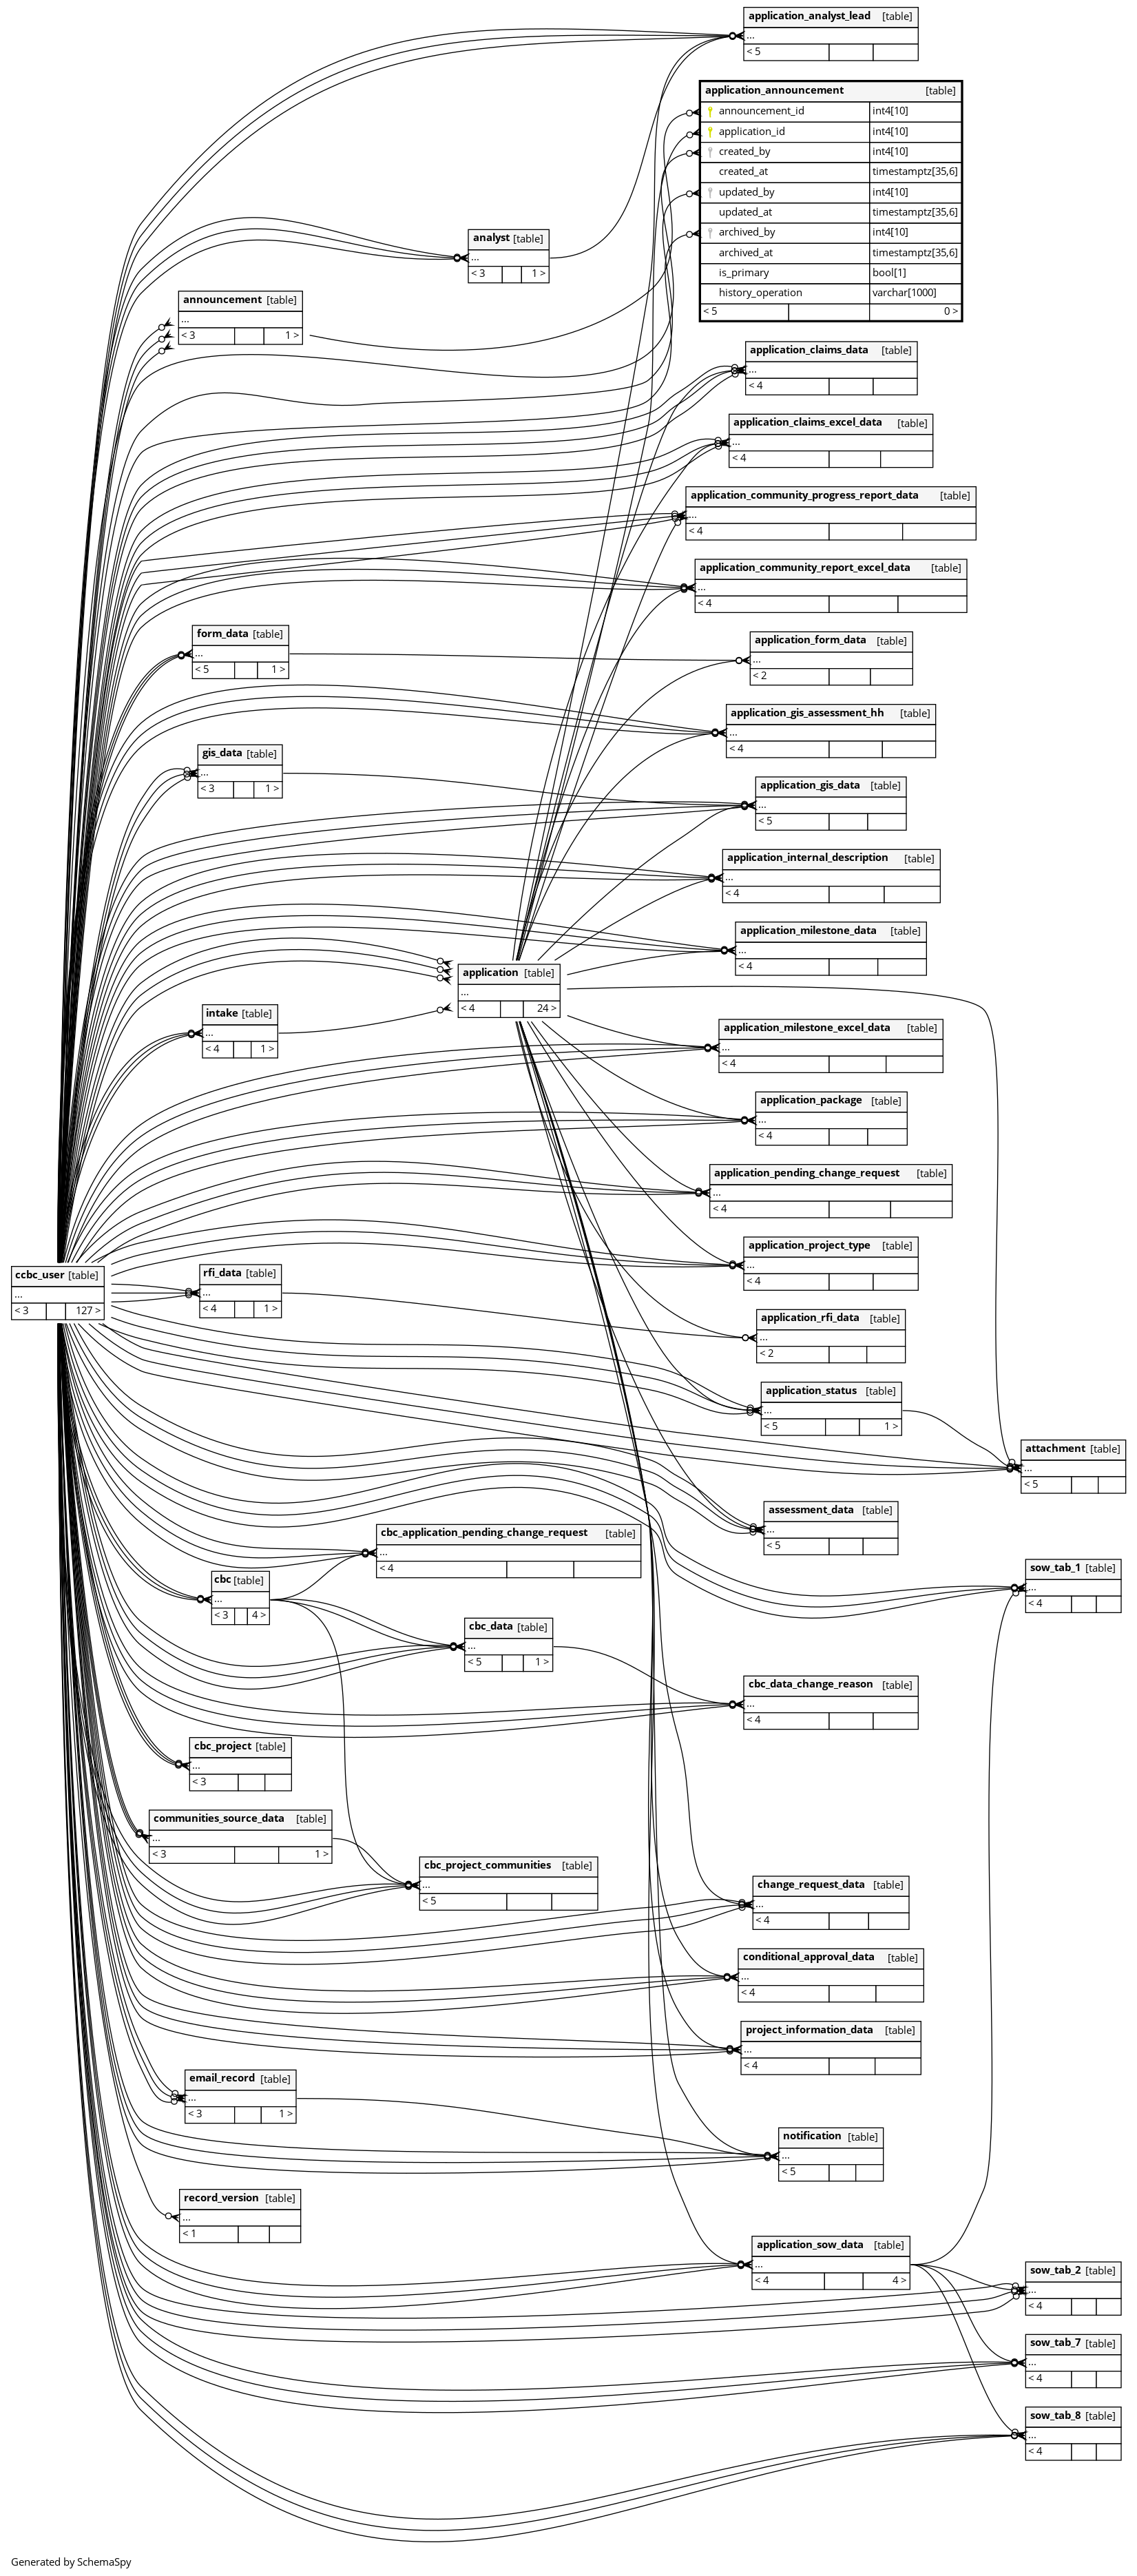 application_analyst_lead [table]
...
< 5
application_announcement [table]
announcement_id int4[10]
application_id int4[10]
created_by int4[10]
created_at timestamptz[35,6]
updated_by int4[10]
updated_at timestamptz[35,6]
archived_by int4[10]
archived_at timestamptz[35,6]
is_primary bool[1]
history_operation varchar[1000]
< 5 0 >
analyst [table]
...
< 3 1 >
announcement [table]
...
< 3 1 >
application_claims_data [table]
...
< 4
application_claims_excel_data [table]
...
< 4
application_community_progress_report_data [table]
...
< 4
application_community_report_excel_data [table]
...
< 4
form_data [table]
...
< 5 1 >
application_form_data [table]
...
< 2
application_gis_assessment_hh [table]
...
< 4
gis_data [table]
...
< 3 1 >
application_gis_data [table]
...
< 5
application_internal_description [table]
...
< 4
application_milestone_data [table]
...
< 4
application [table]
...
< 4 24 >
intake [table]
...
< 4 1 >
application_milestone_excel_data [table]
...
< 4
application_package [table]
...
< 4
application_pending_change_request [table]
...
< 4
application_project_type [table]
...
< 4
ccbc_user [table]
...
< 3 127 >
rfi_data [table]
...
< 4 1 >
application_rfi_data [table]
...
< 2
application_status [table]
...
< 5 1 >
attachment [table]
...
< 5
assessment_data [table]
...
< 5
cbc_application_pending_change_request [table]
...
< 4
sow_tab_1 [table]
...
< 4
cbc [table]
...
< 3 4 >
cbc_data [table]
...
< 5 1 >
cbc_data_change_reason [table]
...
< 4
cbc_project [table]
...
< 3
communities_source_data [table]
...
< 3 1 >
cbc_project_communities [table]
...
< 5
change_request_data [table]
...
< 4
conditional_approval_data [table]
...
< 4
project_information_data [table]
...
< 4
email_record [table]
...
< 3 1 >
notification [table]
...
< 5
record_version [table]
...
< 1
application_sow_data [table]
...
< 4 4 >
sow_tab_2 [table]
...
< 4
sow_tab_7 [table]
...
< 4
sow_tab_8 [table]
...
< 4
Generated by SchemaSpy